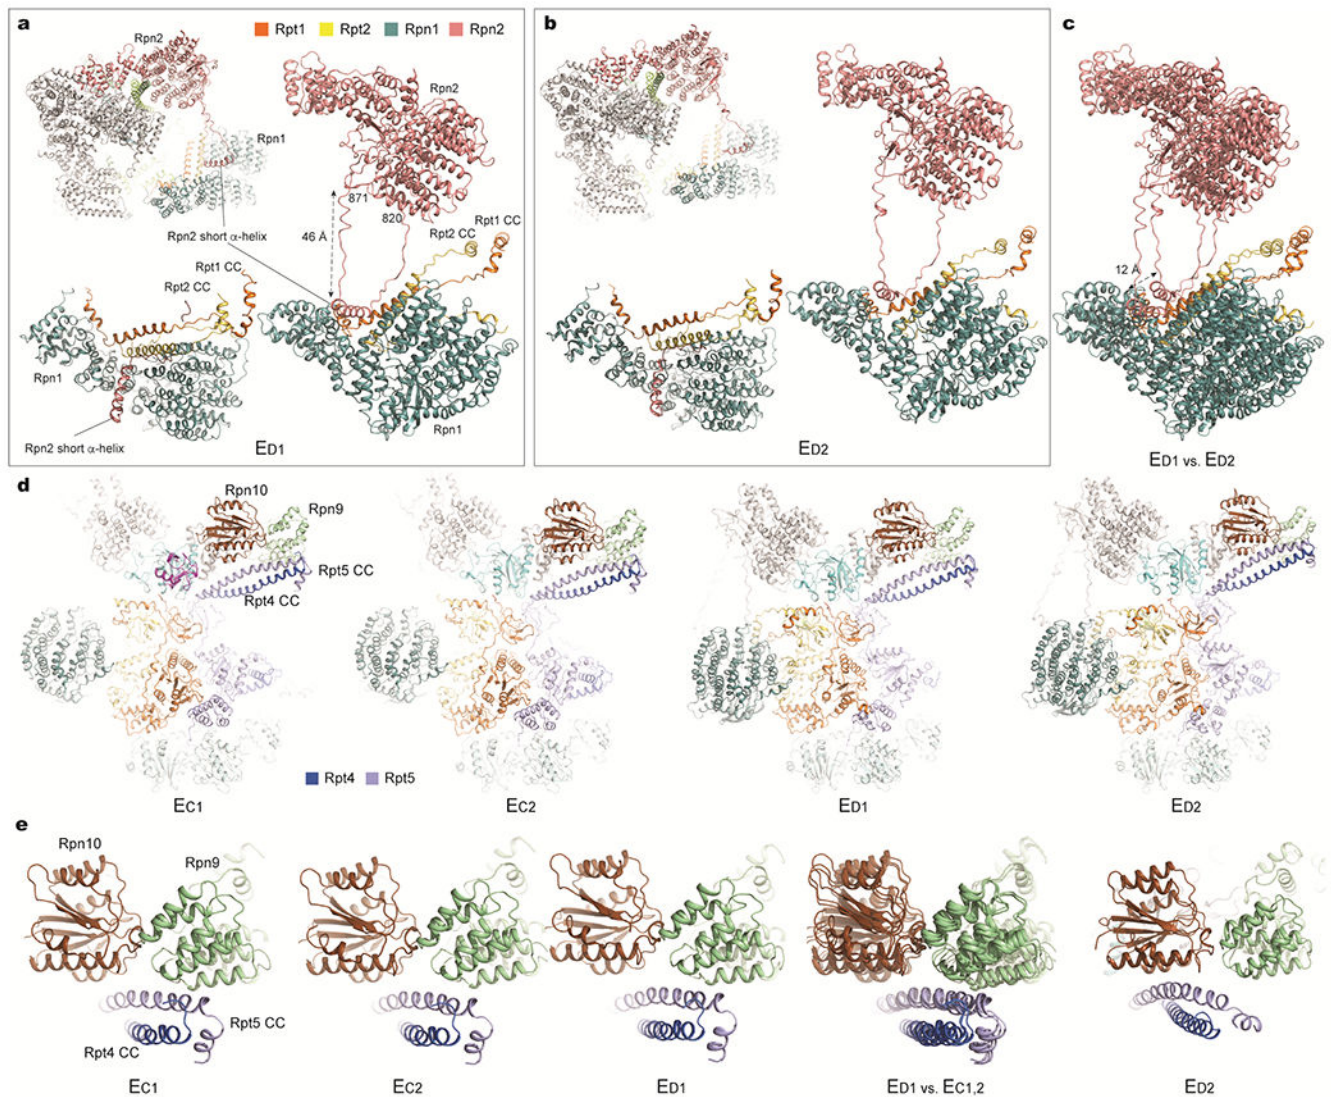 a
Rpt1 Rpt2 Rpn1 Rpn2
Rpn2
Rpn2
Rpn1
871
820
46 Å
Rpn2 short α-helix
Rpt1 CC
Rpt2 CC
Rpt1 CC
Rpt2 CC
Rpn1
Rpn1
Rpn2 short α-helix
ED1
b
ED2
c
12 Å
ED1 vs. ED2
d
Rpn10
Rpn9
Rpt5 CC
Rpt4 CC
Rpt4 Rpt5
EC1
EC2
ED1
ED2
e
Rpn10
Rpn9
Rpt5 CC
Rpt4 CC
EC1
EC2
ED1
ED1 vs. EC1,2
ED2